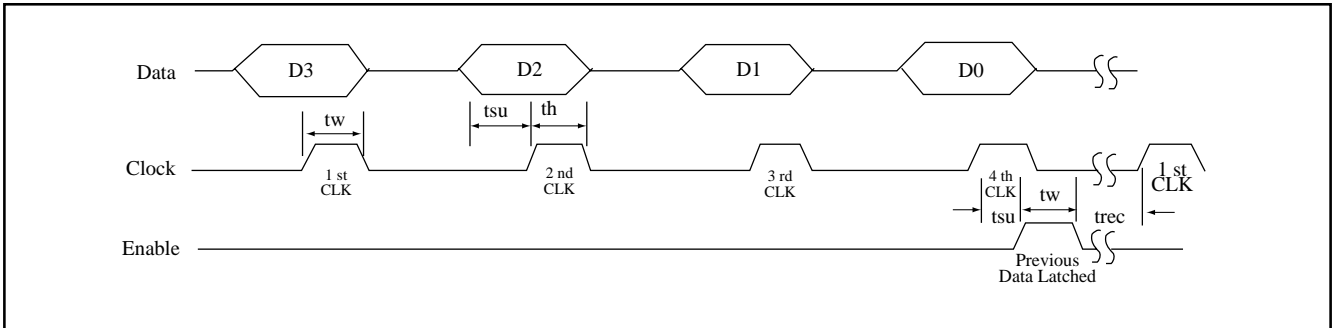 Data
D3
D2
D1
D0
tw
tsu
th
Clock
1 st
CLK
2 nd
CLK
3 rd
CLK
4 th
CLK
1 st
CLK
tsu
tw
trec
Enable
Previous
Data Latched